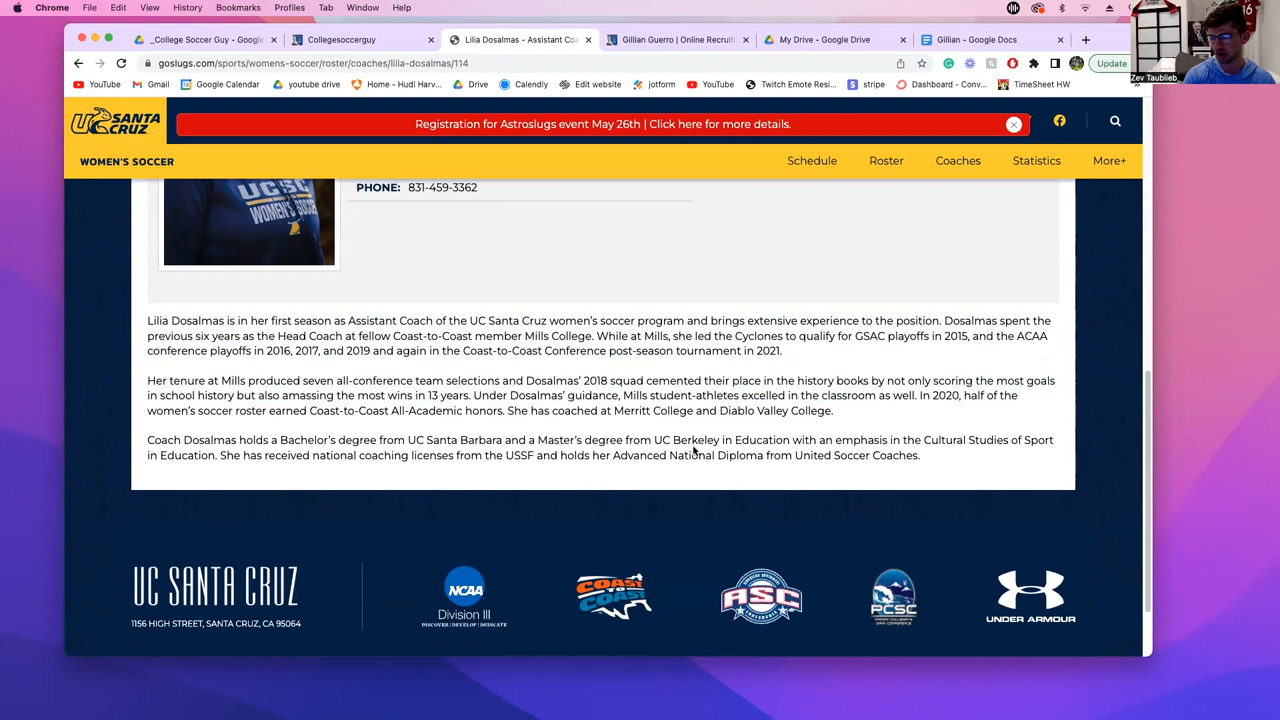 Chrome File Edit View History Bookmarks Profiles Tab Window Help
_College Soccer Guy - Google Collegesoccerguy Lilia Dosalmas - Assistant Coa Gillian Guerro | Online Recruiti My Drive - Google Drive Gillian - Google Docs
goslugs.com/sports/womens-soccer/roster/coaches/lilia-dosalmas/114 Update
YouTube Gmail Google Calendar youtube drive Home - Hudi Harv... Drive Calendly Edit website jotform YouTube Twitch Emote Resi... stripe Dashboard - Conv... TimeSheet HW
Zev Taublieb
UC SANTA CRUZ
Registration for Astroslugs event May 26th | Click here for more details.
WOMEN'S SOCCER Schedule Roster Coaches Statistics More+
UCSC
WOMEN'S SOCCER
PHONE: 831-459-3362
Lilia Dosalmas is in her first season as Assistant Coach of the UC Santa Cruz women's soccer program and brings extensive experience to the position. Dosalmas spent the
previous six years as the Head Coach at fellow Coast-to-Coast member Mills College. While at Mills, she led the Cyclones to qualify for GSAC playoffs in 2015, and the ACAA
conference playoffs in 2016, 2017, and 2019 and again in the Coast-to-Coast Conference post-season tournament in 2021.
Her tenure at Mills produced seven all-conference team selections and Dosalmas' 2018 squad cemented their place in the history books by not only scoring the most goals
in school history but also amassing the most wins in 13 years. Under Dosalmas' guidance, Mills student-athletes excelled in the classroom as well. In 2020, half of the
women's soccer roster earned Coast-to-Coast All-Academic honors. She has coached at Merritt College and Diablo Valley College.
Coach Dosalmas holds a Bachelor's degree from UC Santa Barbara and a Master's degree from UC Berkeley in Education with an emphasis in the Cultural Studies of Sport
in Education. She has received national coaching licenses from the USSF and holds her Advanced National Diploma from United Soccer Coaches.
UC SANTA CRUZ
1156 HIGH STREET, SANTA CRUZ, CA 95064
NCAA
Division III
DISCOVER | DEVELOP | DEDICATE
COAST TO COAST
ASC
PCSC
UNDER ARMOUR